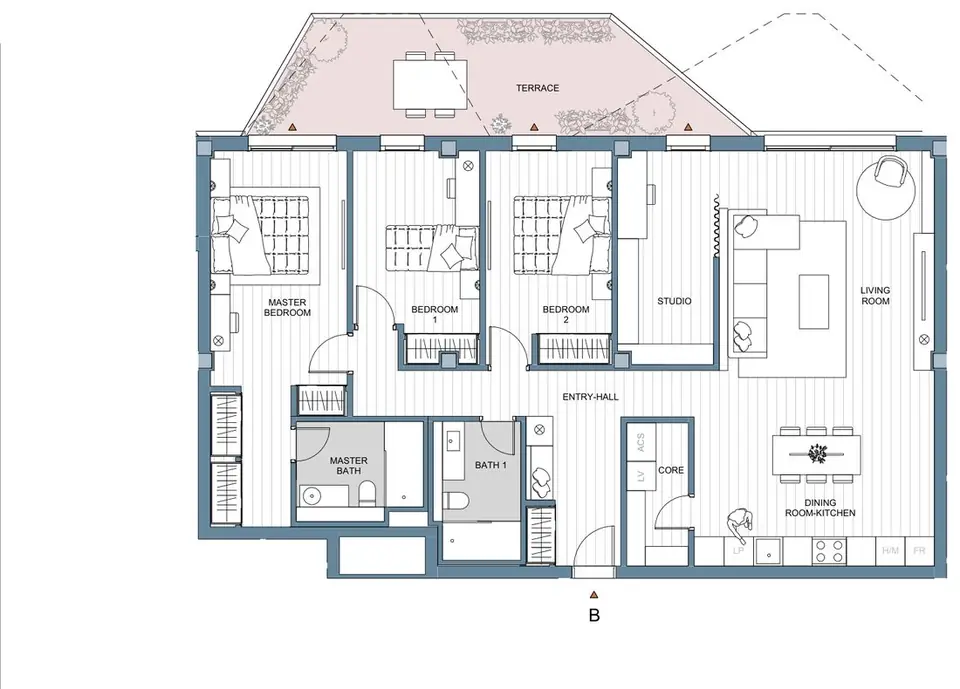 TERRACE
MASTER
BEDROOM
BEDROOM
1
BEDROOM
2
STUDIO
LIVING
ROOM
ENTRY-HALL
MASTER
BATH
BATH 1
ACS
LV
CORE
DINING
ROOM-KITCHEN
LP
H/M
FR
B